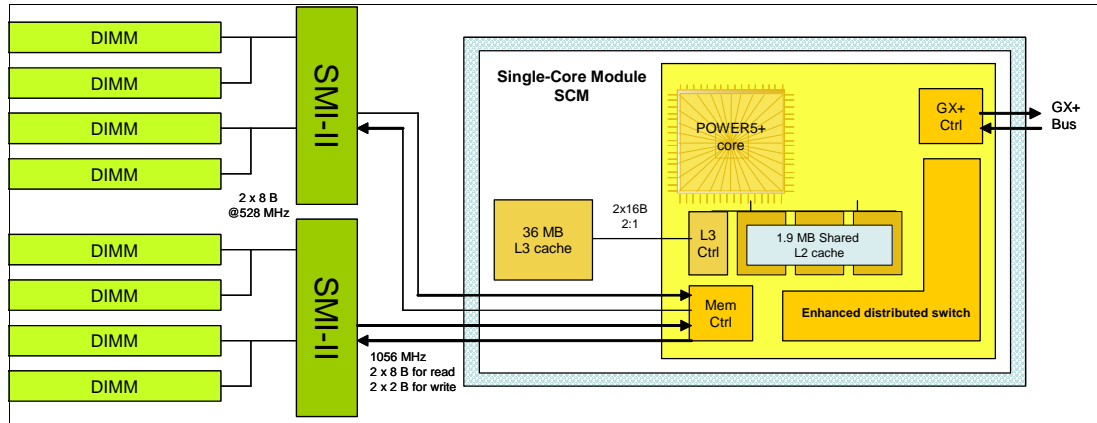 DIMM
DIMM
DIMM
DIMM
SMI-II
2 x 8 B
@528 MHz
DIMM
DIMM
DIMM
DIMM
SMI-II
1056 MHz
2 x 8 B for read
2 x 2 B for write
Single-Core Module
SCM
POWER5+
core
GX+
Ctrl
GX+
Bus
36 MB
L3 cache
2x16B
2:1
L3
Ctrl
1.9 MB Shared
L2 cache
Mem
Ctrl
Enhanced distributed switch